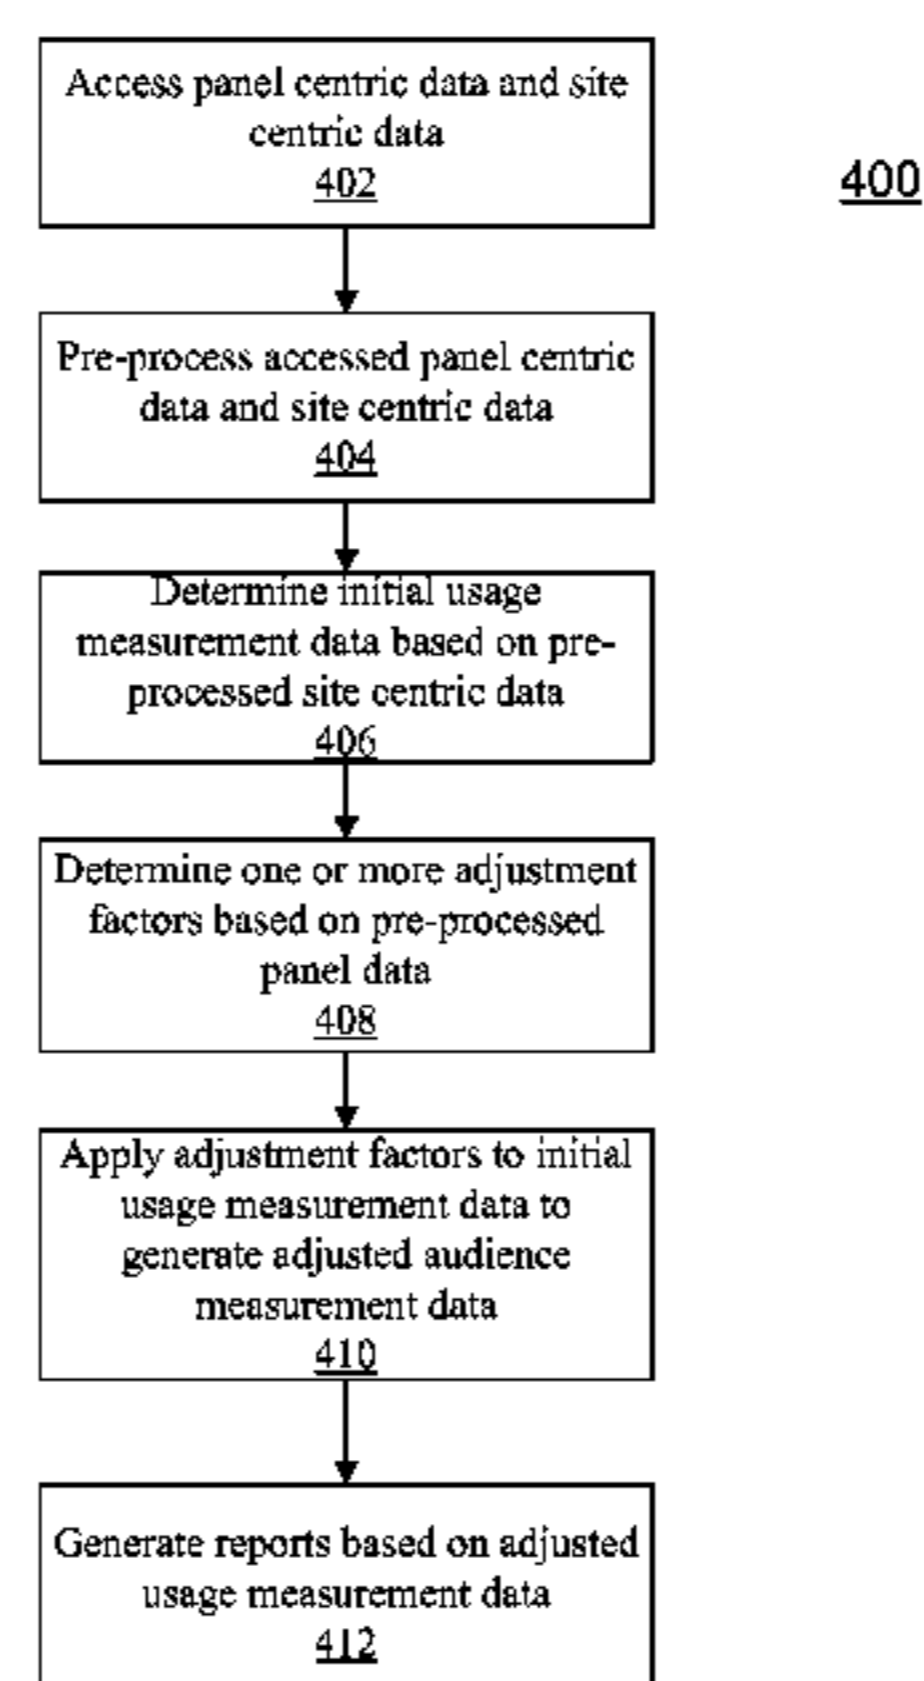 Access panel centric data and site
centric data
402
400
Pre-process accessed panel centric
data and site centric data
404
Determine initial usage
measurement data based on pre-
processed site centric data
406
Determine one or more adjustment
factors based on pre-processed
panel data
408
Apply adjustment factors to initial
usage measurement data to
generate adjusted audience
measurement data
410
Generate reports based on adjusted
usage measurement data
412